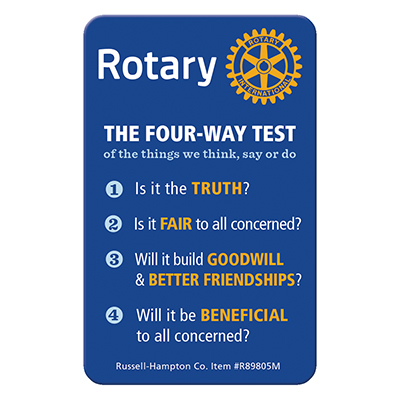 Rotary
ROTARY
INTERNATIONAL
THE FOUR-WAY TEST
of the things we think, say or do
1 Is it the TRUTH?
2 Is it FAIR to all concerned?
3 Will it build GOODWILL
& BETTER FRIENDSHIPS?
4 Will it be BENEFICIAL
to all concerned?
Russell-Hampton Co. Item #R89805M